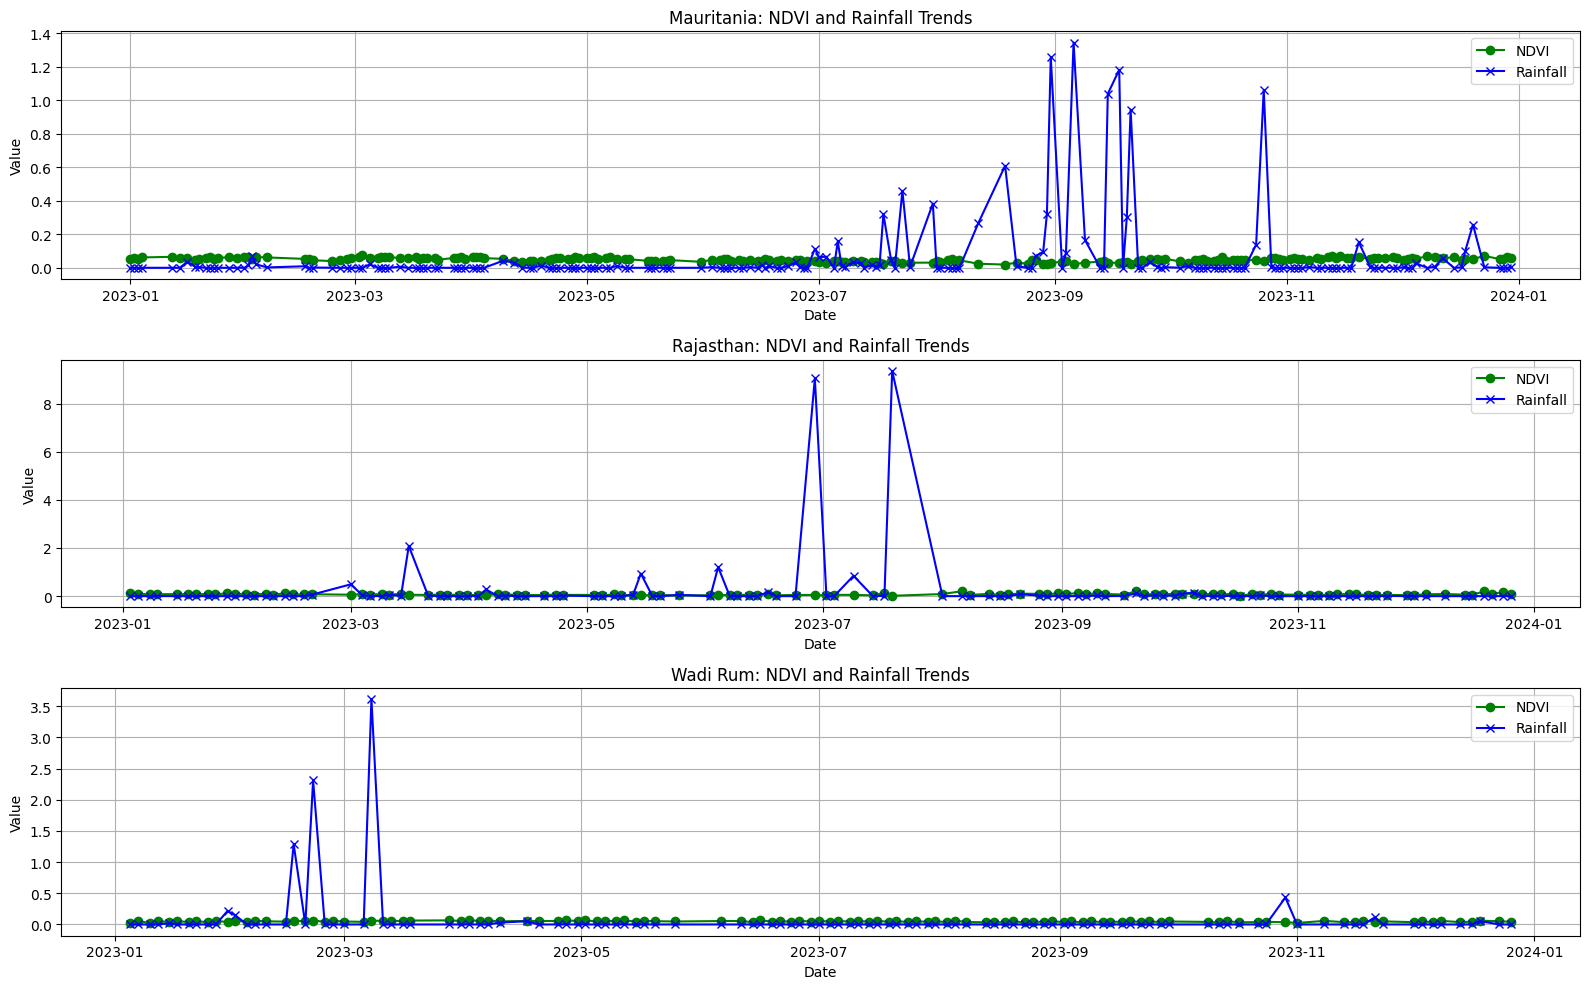 Mauritania: NDVI and Rainfall Trends
1.4
1.2
1.0
0.8
0.6
0.4
0.2
0.0
Value
NDVI
Rainfall
2023-01 2023-03 2023-05 2023-07 2023-09 2023-11 2024-01
Date
Rajasthan: NDVI and Rainfall Trends
8
6
4
2
0
Value
NDVI
Rainfall
2023-01 2023-03 2023-05 2023-07 2023-09 2023-11 2024-01
Date
Wadi Rum: NDVI and Rainfall Trends
3.5
3.0
2.5
2.0
1.5
1.0
0.5
0.0
Value
NDVI
Rainfall
2023-01 2023-03 2023-05 2023-07 2023-09 2023-11 2024-01
Date